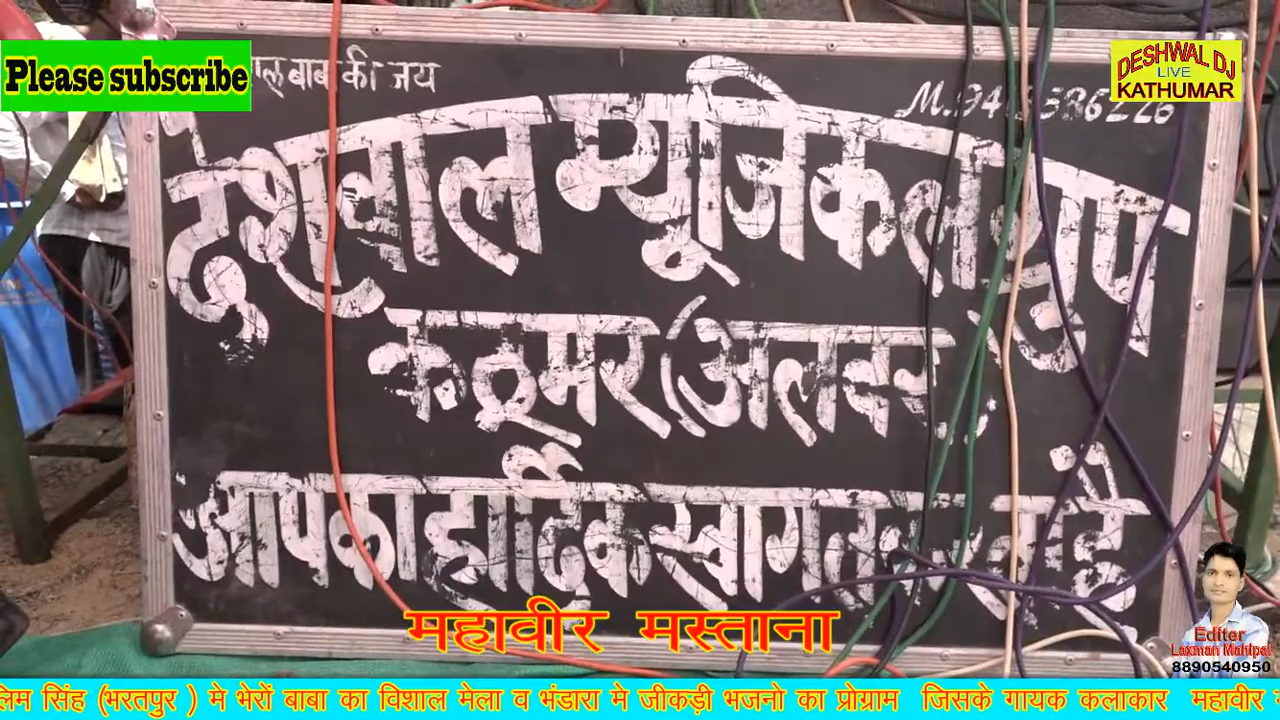 Please subscribe
बाबा की जय
DESHWAL DJ
LIVE
KATHUMAR
देशवाल म्यूजिकल ग्रुप
कठूमर (अलवर)
आपका हार्दिक स्वागत करता है
महावीर मस्ताना
Editer
Laxman Mahipal
8890540950
सिंह (भरतपुर ) मे भेरों बाबा का विशाल मेला व भंडारा मे जीकड़ी भजनो का प्रोग्राम जिसके गायक कलाकार महावीर